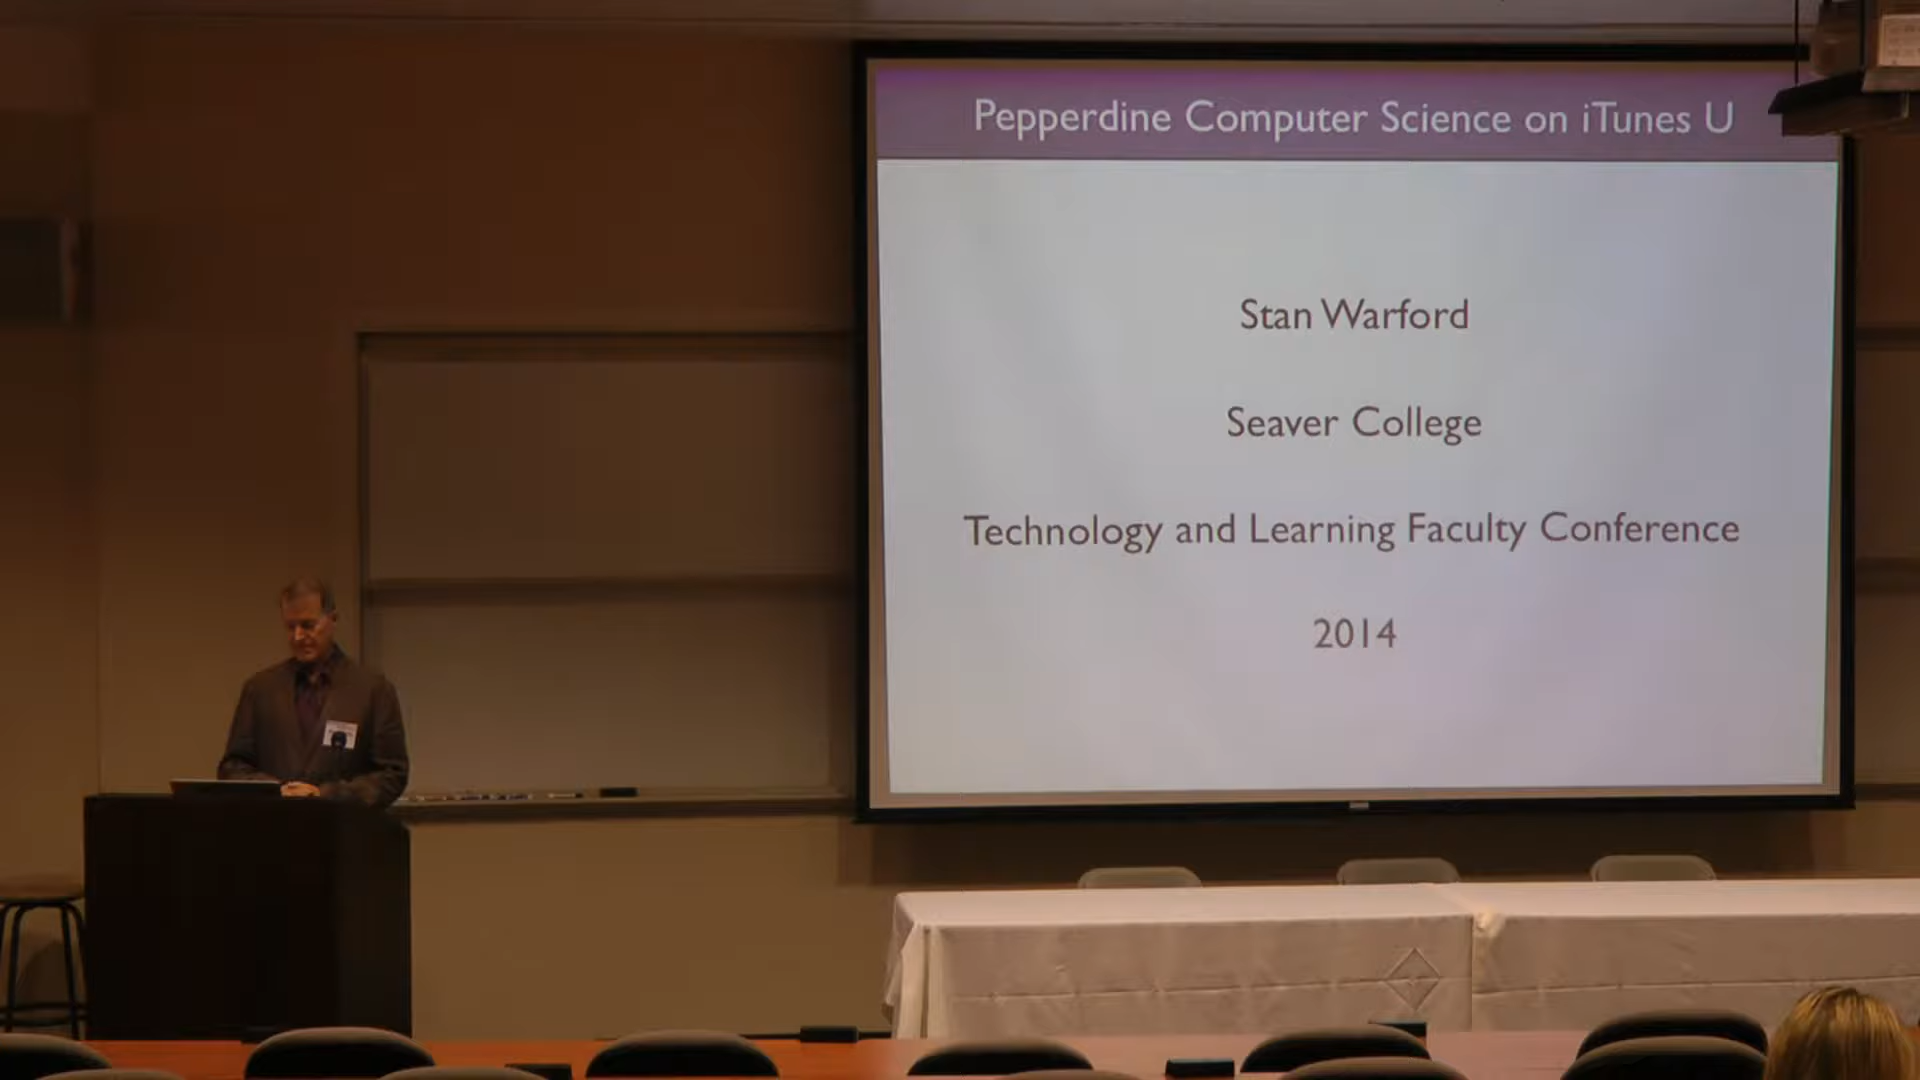 Pepperdine Computer Science on iTunes U
Stan Warford
Seaver College
Technology and Learning Faculty Conference
2014